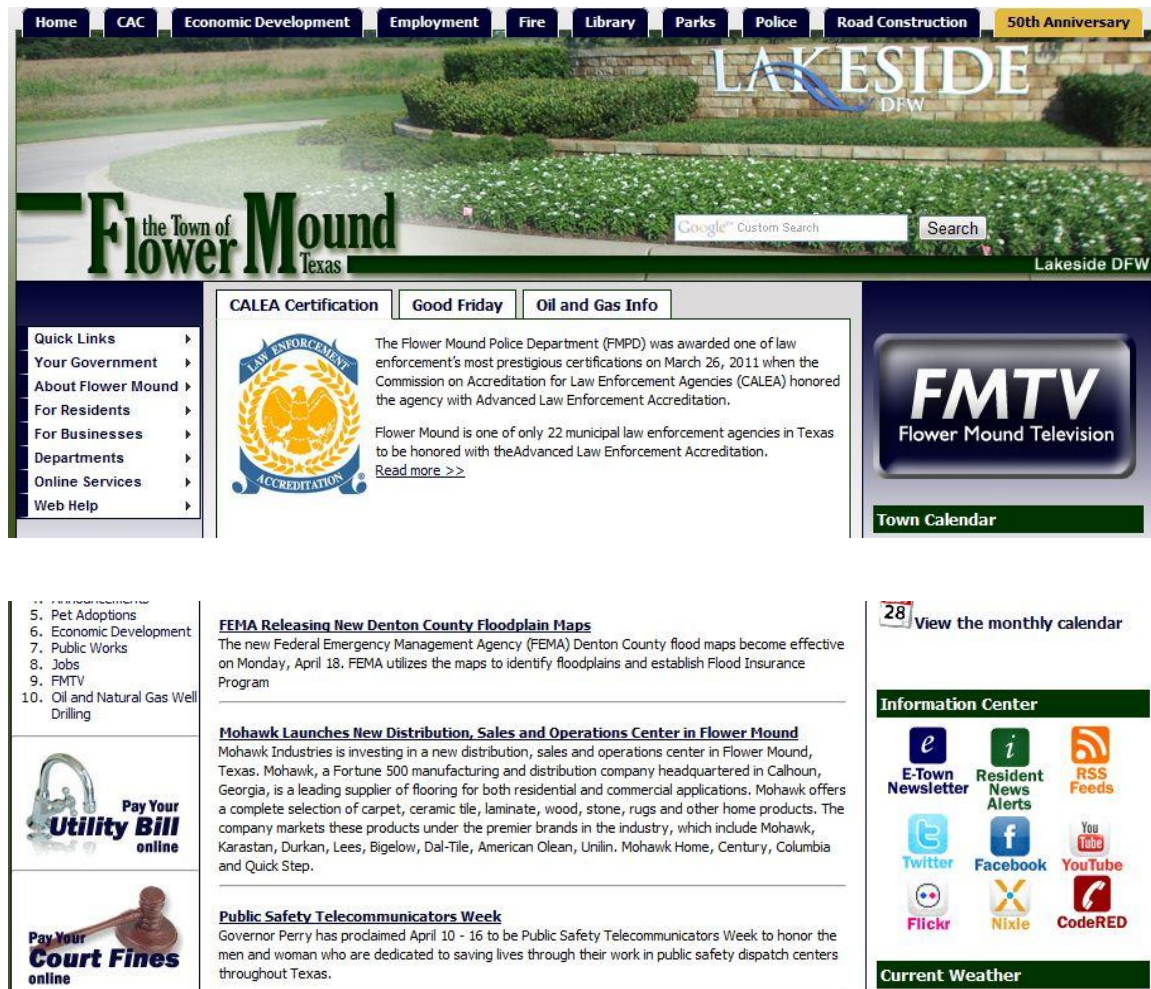 Home CAC Economic Development Employment Fire Library Parks Police Road Construction 50th Anniversary
LAKESIDE
DFW
the Town of
Flower Mound
Texas
Google™ Custom Search Search
Lakeside DFW
Quick Links
Your Government
About Flower Mound
For Residents
For Businesses
Departments
Online Services
Web Help
CALEA Certification Good Friday Oil and Gas Info
LAW ENFORCEMENT
ACCREDITATION
The Flower Mound Police Department (FMPD) was awarded one of law
enforcement's most prestigious certifications on March 26, 2011 when the
Commission on Accreditation for Law Enforcement Agencies (CALEA) honored
the agency with Advanced Law Enforcement Accreditation.
Flower Mound is one of only 22 municipal law enforcement agencies in Texas
to be honored with theAdvanced Law Enforcement Accreditation.
Read more >>
FMTV
Flower Mound Television
Town Calendar
4. Announcements
5. Pet Adoptions
6. Economic Development
7. Public Works
8. Jobs
9. FMTV
10. Oil and Natural Gas Well
Drilling
Pay Your
Utility Bill
online
Pay Your
Court Fines
online
FEMA Releasing New Denton County Floodplain Maps
The new Federal Emergency Management Agency (FEMA) Denton County flood maps become effective
on Monday, April 18. FEMA utilizes the maps to identify floodplains and establish Flood Insurance
Program
Mohawk Launches New Distribution, Sales and Operations Center in Flower Mound
Mohawk Industries is investing in a new distribution, sales and operations center in Flower Mound,
Texas. Mohawk, a Fortune 500 manufacturing and distribution company headquartered in Calhoun,
Georgia, is a leading supplier of flooring for both residential and commercial applications. Mohawk offers
a complete selection of carpet, ceramic tile, laminate, wood, stone, rugs and other home products. The
company markets these products under the premier brands in the industry, which include Mohawk,
Karastan, Durkan, Lees, Bigelow, Dal-Tile, American Olean, Unilin. Mohawk Home, Century, Columbia
and Quick Step.
Public Safety Telecommunicators Week
Governor Perry has proclaimed April 10 - 16 to be Public Safety Telecommunicators Week to honor the
men and woman who are dedicated to saving lives through their work in public safety dispatch centers
throughout Texas.
28
View the monthly calendar
Information Center
e i
E-Town Newsletter
Resident News Alerts
RSS Feeds
t f You Tube
Twitter Facebook YouTube
Flickr Nixle CodeRED
Current Weather